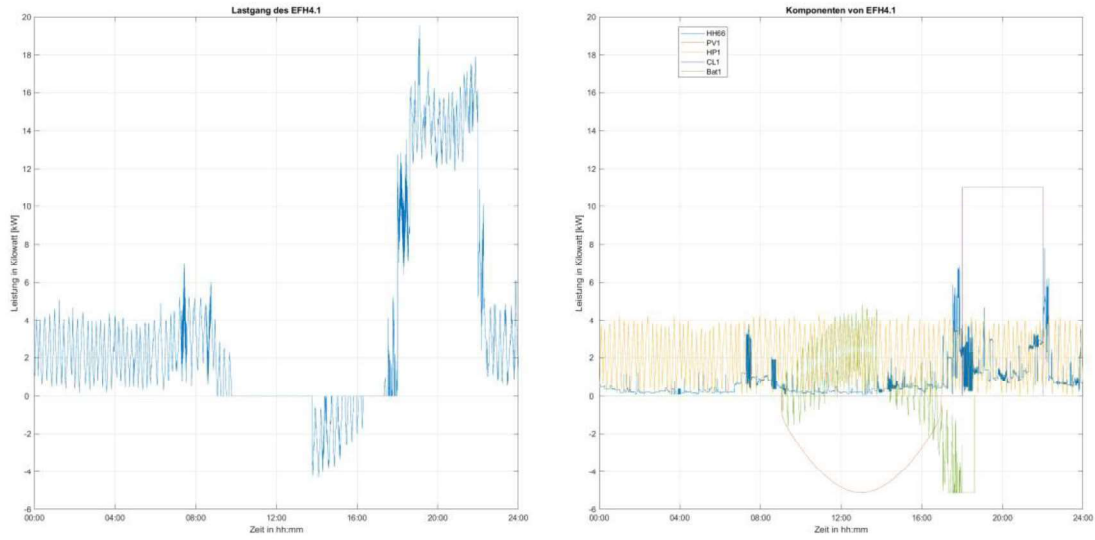 Lastgang des EFH4.1
20
18
16
14
12
10
8
6
4
2
0
-2
-4
-6
Leistung in Kilowatt [kW]
00:00 04:00 08:00 12:00 16:00 20:00 24:00
Zeit in hh:mm
Komponenten von EFH4.1
HH66
PV1
HP1
CL1
Bat1
20
18
16
14
12
10
8
6
4
2
0
-2
-4
-6
Leistung in Kilowatt [kW]
00:00 04:00 08:00 12:00 16:00 20:00 24:00
Zeit in hh:mm